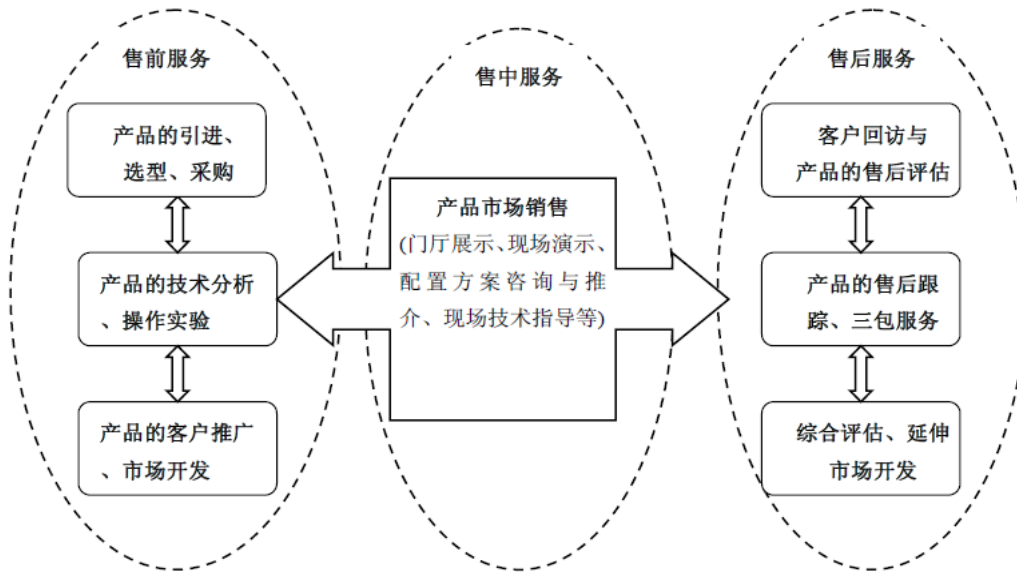 售前服务
产品的引进、
选型、采购
产品的技术分析
、操作实验
产品的客户推广
、市场开发
售中服务
产品市场销售
(门厅展示、现场演示、
配置方案咨询与推
介、现场技术指导等)
售后服务
客户回访与
产品的售后评估
产品的售后跟
踪、三包服务
综合评估、延伸
市场开发